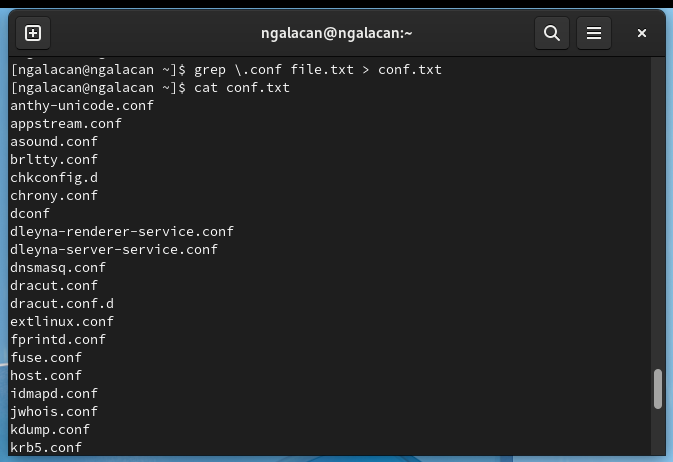 ngalacan@ngalacan:~
[ngalacan@ngalacan ~]$ grep \.conf file.txt > conf.txt
[ngalacan@ngalacan ~]$ cat conf.txt
anthy-unicode.conf
appstream.conf
asound.conf
brltty.conf
chkconfig.d
chrony.conf
dconf
dleyna-renderer-service.conf
dleyna-server-service.conf
dnsmasq.conf
dracut.conf
dracut.conf.d
extlinux.conf
fprintd.conf
fuse.conf
host.conf
idmapd.conf
jwhois.conf
kdump.conf
krb5.conf